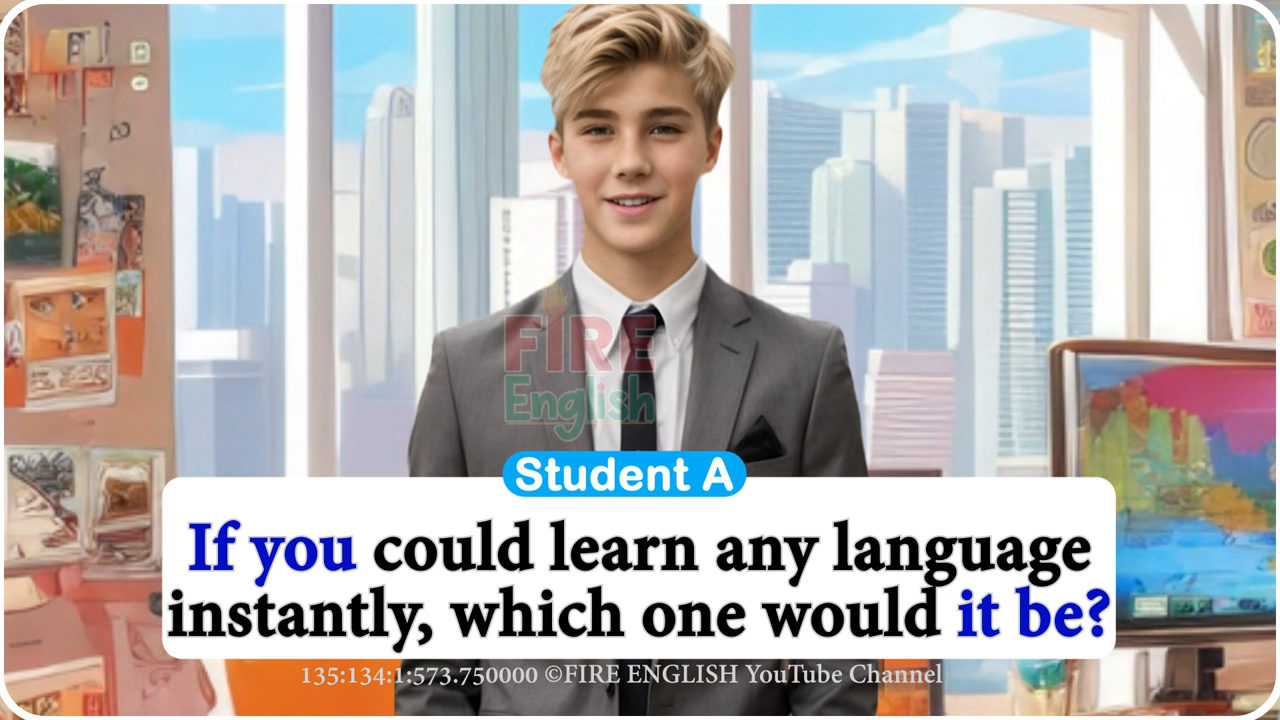 FIRE
English
Student A
If you could learn any language
instantly, which one would it be?
135:134:1:573.750000 ©FIRE ENGLISH YouTube Channel